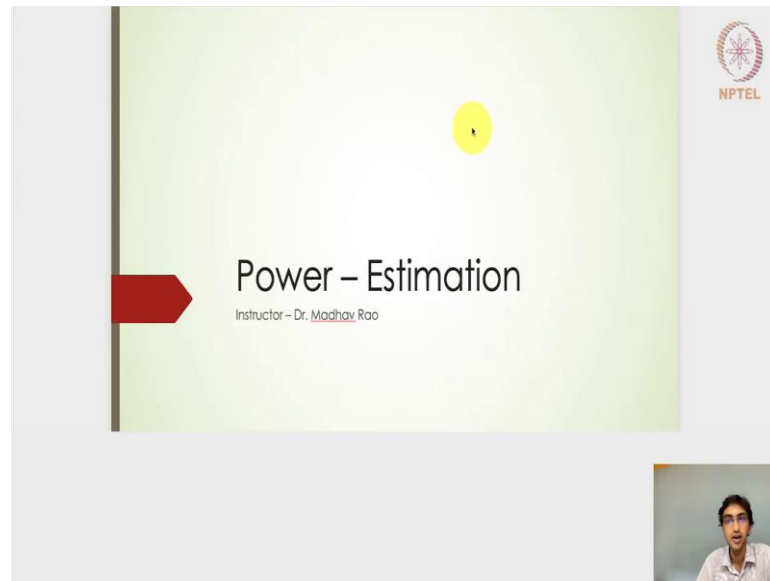 NPTEL
Power – Estimation
Instructor – Dr. Madhav Rao